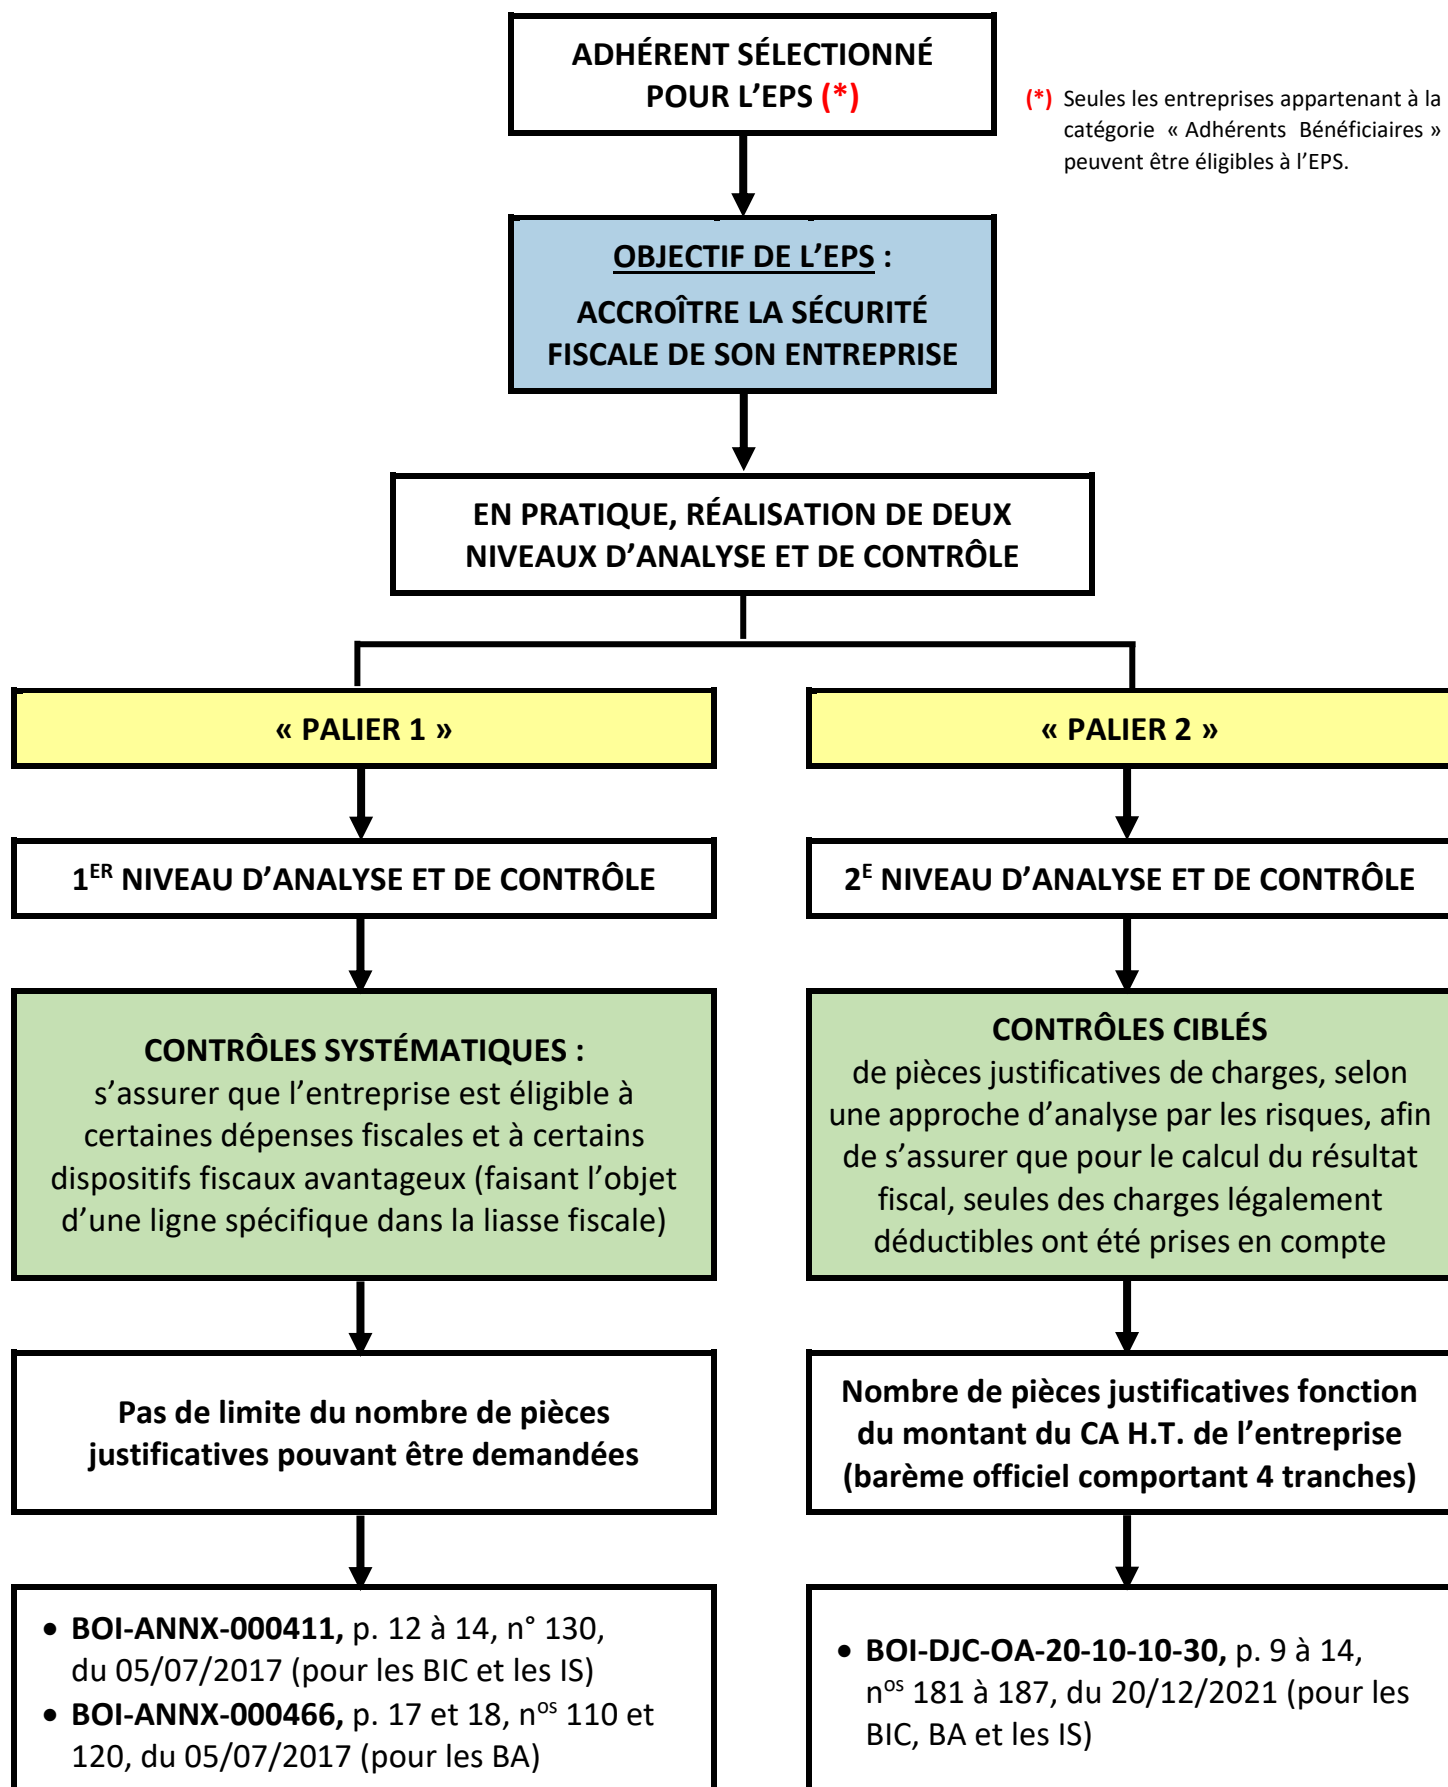 ADHÉRENT SÉLECTIONNÉ
POUR L’EPS (*)
(*) Seules les entreprises appartenant à la
catégorie « Adhérents Bénéficiaires »
peuvent être éligibles à l’EPS.
OBJECTIF DE L’EPS :
ACCROÎTRE LA SÉCURITÉ
FISCALE DE SON ENTREPRISE
EN PRATIQUE, RÉALISATION DE DEUX
NIVEAUX D’ANALYSE ET DE CONTRÔLE
« PALIER 1 »
1ER NIVEAU D’ANALYSE ET DE CONTRÔLE
CONTRÔLES SYSTÉMATIQUES :
s’assurer que l’entreprise est éligible à
certaines dépenses fiscales et à certains
dispositifs fiscaux avantageux (faisant l’objet
d’une ligne spécifique dans la liasse fiscale)
Pas de limite du nombre de pièces
justificatives pouvant être demandées
• BOI-ANNX-000411, p. 12 à 14, n° 130,
du 05/07/2017 (pour les BIC et les IS)
• BOI-ANNX-000466, p. 17 et 18, nos 110 et
120, du 05/07/2017 (pour les BA)
« PALIER 2 »
2E NIVEAU D’ANALYSE ET DE CONTRÔLE
CONTRÔLES CIBLÉS
de pièces justificatives de charges, selon
une approche d’analyse par les risques, afin
de s’assurer que pour le calcul du résultat
fiscal, seules des charges légalement
déductibles ont été prises en compte
Nombre de pièces justificatives fonction
du montant du CA H.T. de l’entreprise
(barème officiel comportant 4 tranches)
• BOI-DJC-OA-20-10-10-30, p. 9 à 14,
nos 181 à 187, du 20/12/2021 (pour les
BIC, BA et les IS)